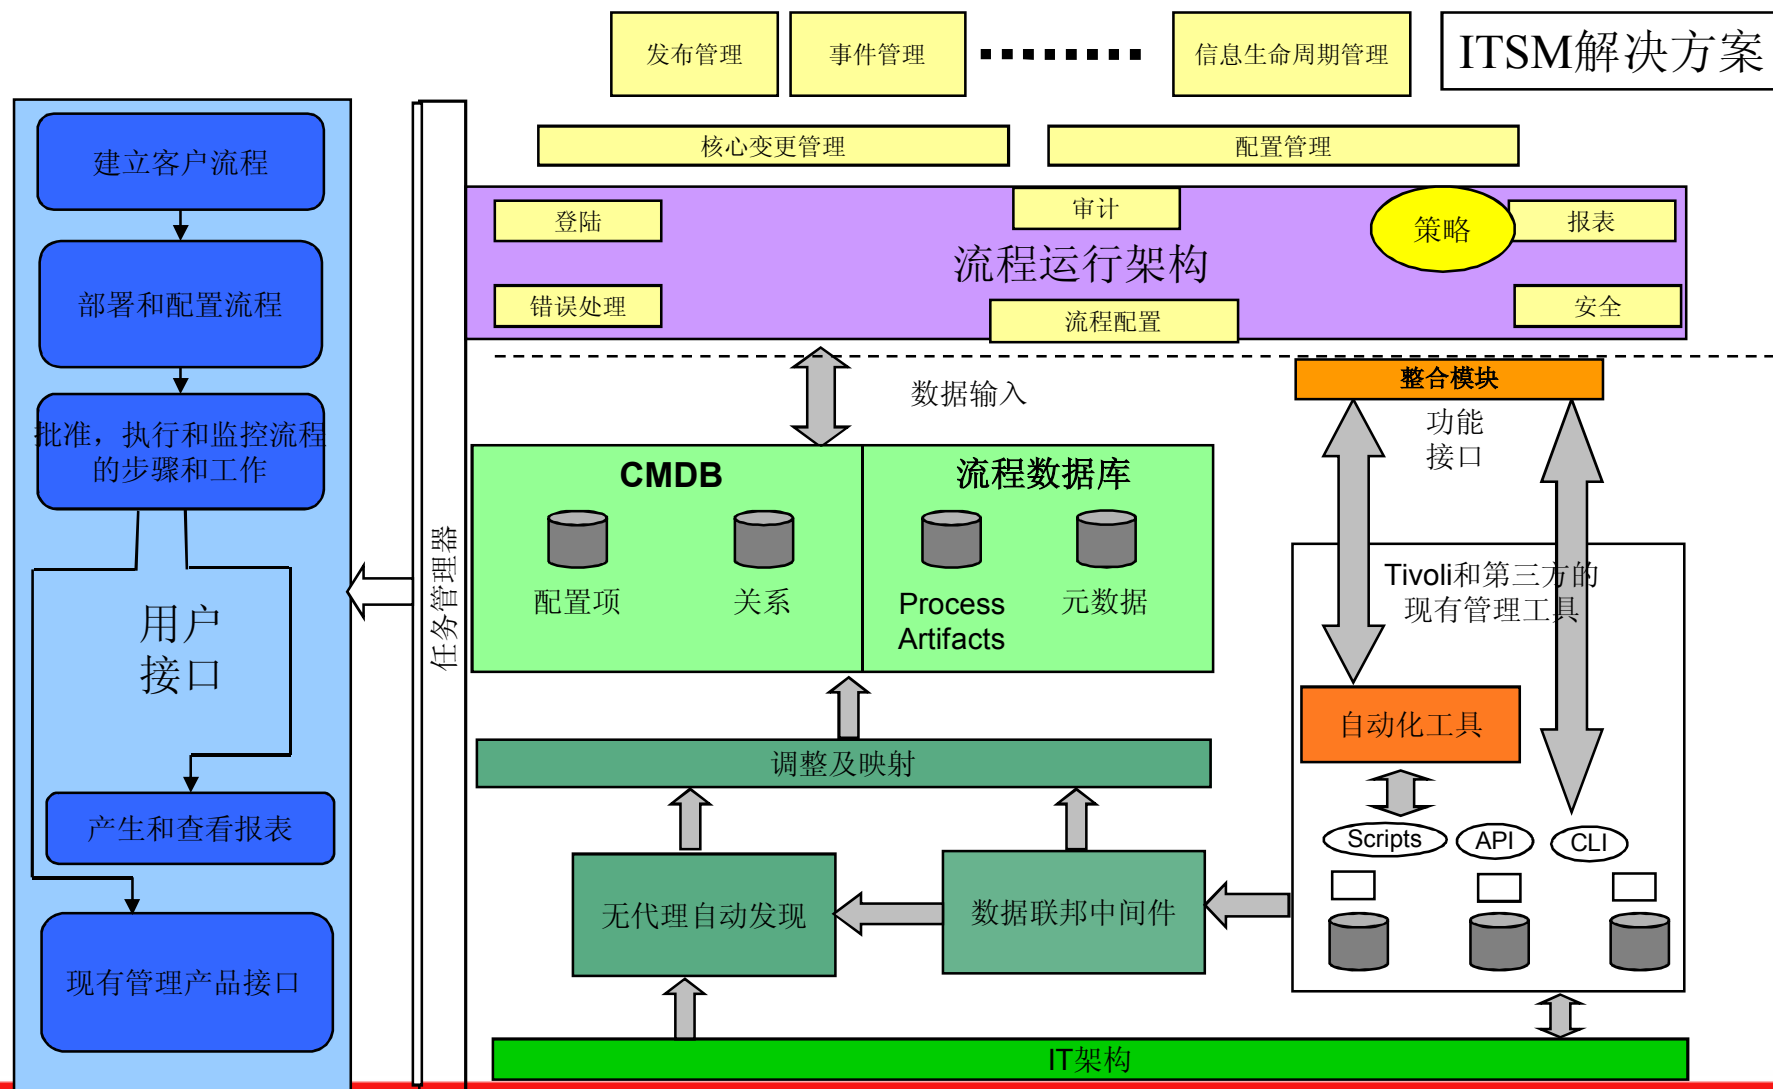 发布管理
事件管理
信息生命周期管理
ITSM解决方案
核心变更管理
配置管理
建立客户流程
部署和配置流程
批准，执行和监控流程
的步骤和工作
用户
接口
产生和查看报表
现有管理产品接口
任务管理器
登陆
审计
策略
报表
流程运行架构
错误处理
流程配置
安全
数据输入
整合模块
功能
接口
CMDB
流程数据库
配置项
关系
Process
Artifacts
元数据
Tivoli和第三方的
现有管理工具
自动化工具
调整及映射
Scripts
API
CLI
无代理自动发现
数据联邦中间件
IT架构